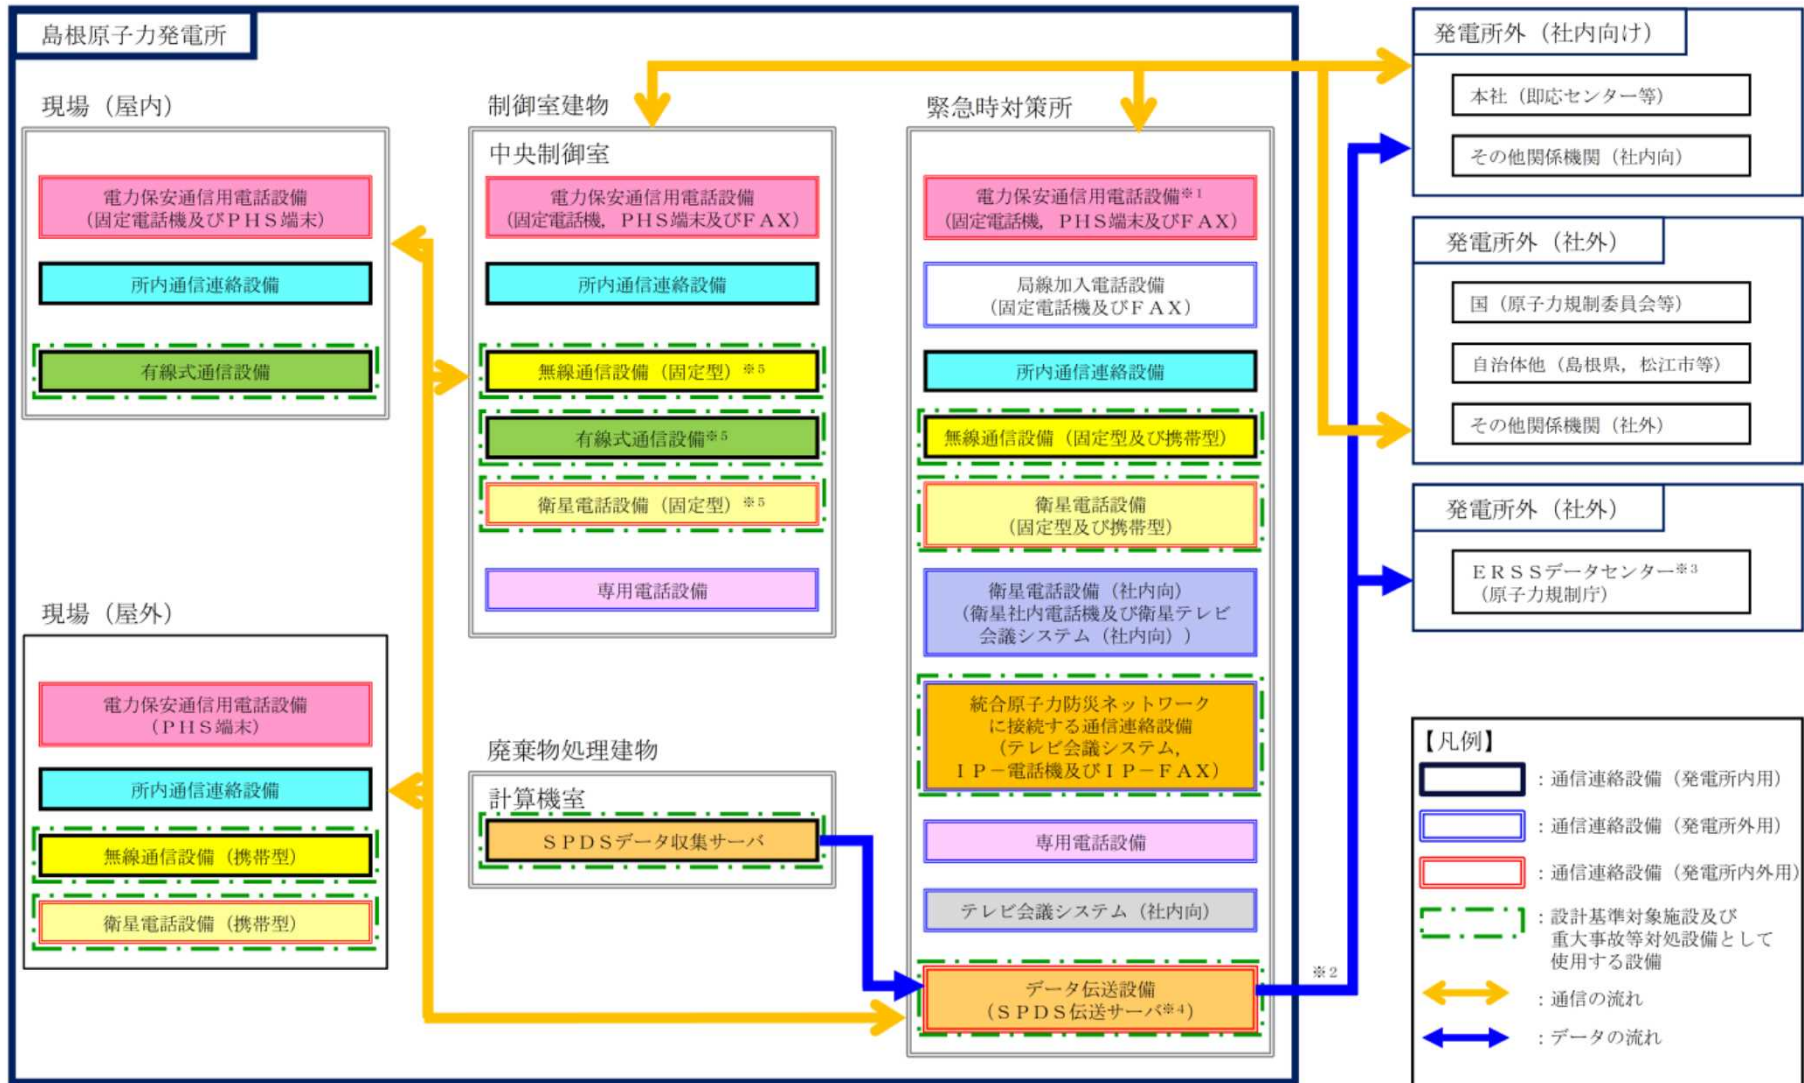 島根原子力発電所
現場（屋内）
電力保安通信用電話設備
（固定電話機及びＰＨＳ端末）
所内通信連絡設備
有線式通信設備
現場（屋外）
電力保安通信用電話設備
（ＰＨＳ端末）
所内通信連絡設備
無線通信設備（携帯型）
衛星電話設備（携帯型）
制御室建物
中央制御室
電力保安通信用電話設備
（固定電話機，ＰＨＳ端末及びＦＡＸ）
所内通信連絡設備
無線通信設備（固定型）※５
有線式通信設備※５
衛星電話設備（固定型）※５
専用電話設備
廃棄物処理建物
計算機室
ＳＰＤＳデータ収集サーバ
緊急時対策所
電力保安通信用電話設備※１
（固定電話機，ＰＨＳ端末及びＦＡＸ）
局線加入電話設備
（固定電話機及びＦＡＸ）
所内通信連絡設備
無線通信設備（固定型及び携帯型）
衛星電話設備
（固定型及び携帯型）
衛星電話設備（社内向）
（衛星社内電話機及び衛星テレビ
会議システム（社内向））
統合原子力防災ネットワーク
に接続する通信連絡設備
（テレビ会議システム，
ＩＰ－電話機及びＩＰ－ＦＡＸ）
専用電話設備
テレビ会議システム（社内向）
データ伝送設備
（ＳＰＤＳ伝送サーバ※４）
※２
発電所外（社内向け）
本社（即応センター等）
その他関係機関（社内向）
発電所外（社外）
国（原子力規制委員会等）
自治体他（島根県，松江市等）
その他関係機関（社外）
発電所外（社外）
ＥＲＳＳデータセンター※３
（原子力規制庁）
【凡例】
：通信連絡設備（発電所内用）
：通信連絡設備（発電所外用）
：通信連絡設備（発電所内外用）
：設計基準対象施設及び
重大事故等対処設備として
使用する設備
：通信の流れ
：データの流れ